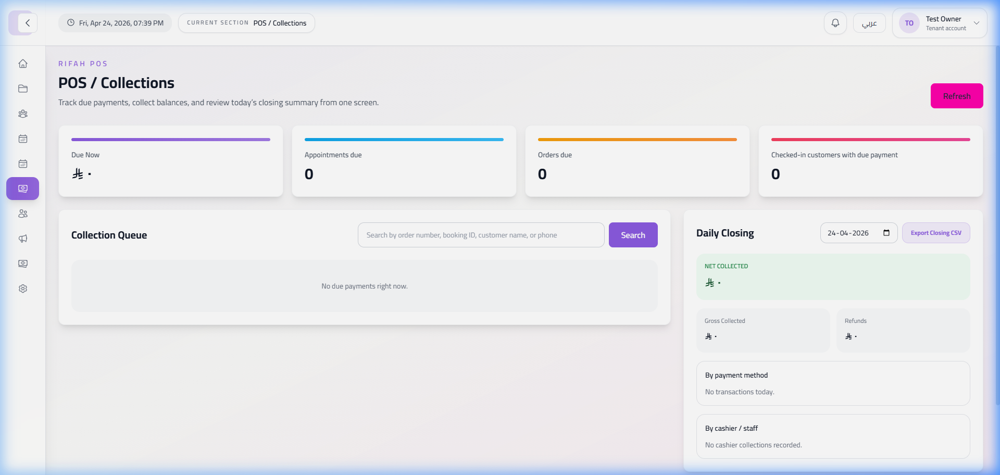 Fri, Apr 24, 2026, 07:39 PM
CURRENT SECTION POS / Collections
عربي
TO
Test Owner
Tenant account
RIFAH POS
POS / Collections
Track due payments, collect balances, and review today's closing summary from one screen.
Refresh
Due Now
⃁ ٠
Appointments due
0
Orders due
0
Checked-in customers with due payment
0
Collection Queue
Search by order number, booking ID, customer name, or phone
Search
No due payments right now.
Daily Closing
24-04-2026
Export Closing CSV
NET COLLECTED
⃁ ٠
Gross Collected
⃁ ٠
Refunds
⃁ ٠
By payment method
No transactions today.
By cashier / staff
No cashier collections recorded.